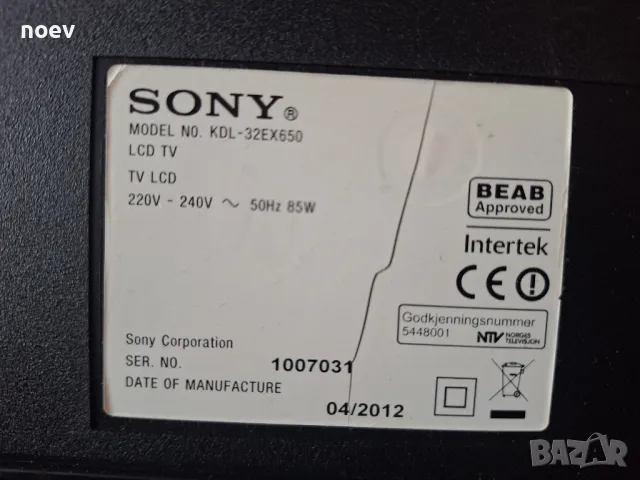 noev
SONY®
MODEL NO. KDL-32EX650
LCD TV
TV LCD
220V - 240V ~ 50Hz 85W
BEAB
Approved
Intertek
CE
Godkjenningsnummer
5448001
NTV NORGES
TELEVISJON
Sony Corporation
SER. NO. 1007031
DATE OF MANUFACTURE
04/2012
BAZAR